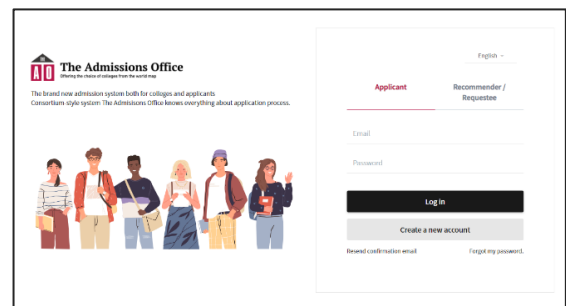 AO
The Admissions Office
Offering the choice of colleges from the world map
The brand new admission system both for colleges and applicants
Consortium style system The Admisisons Office knows everything about application process.
English
Applicant
Recommender /
Requestee
Email
Password
Log in
Create a new account
Resend confirmation email
Forgot my password.